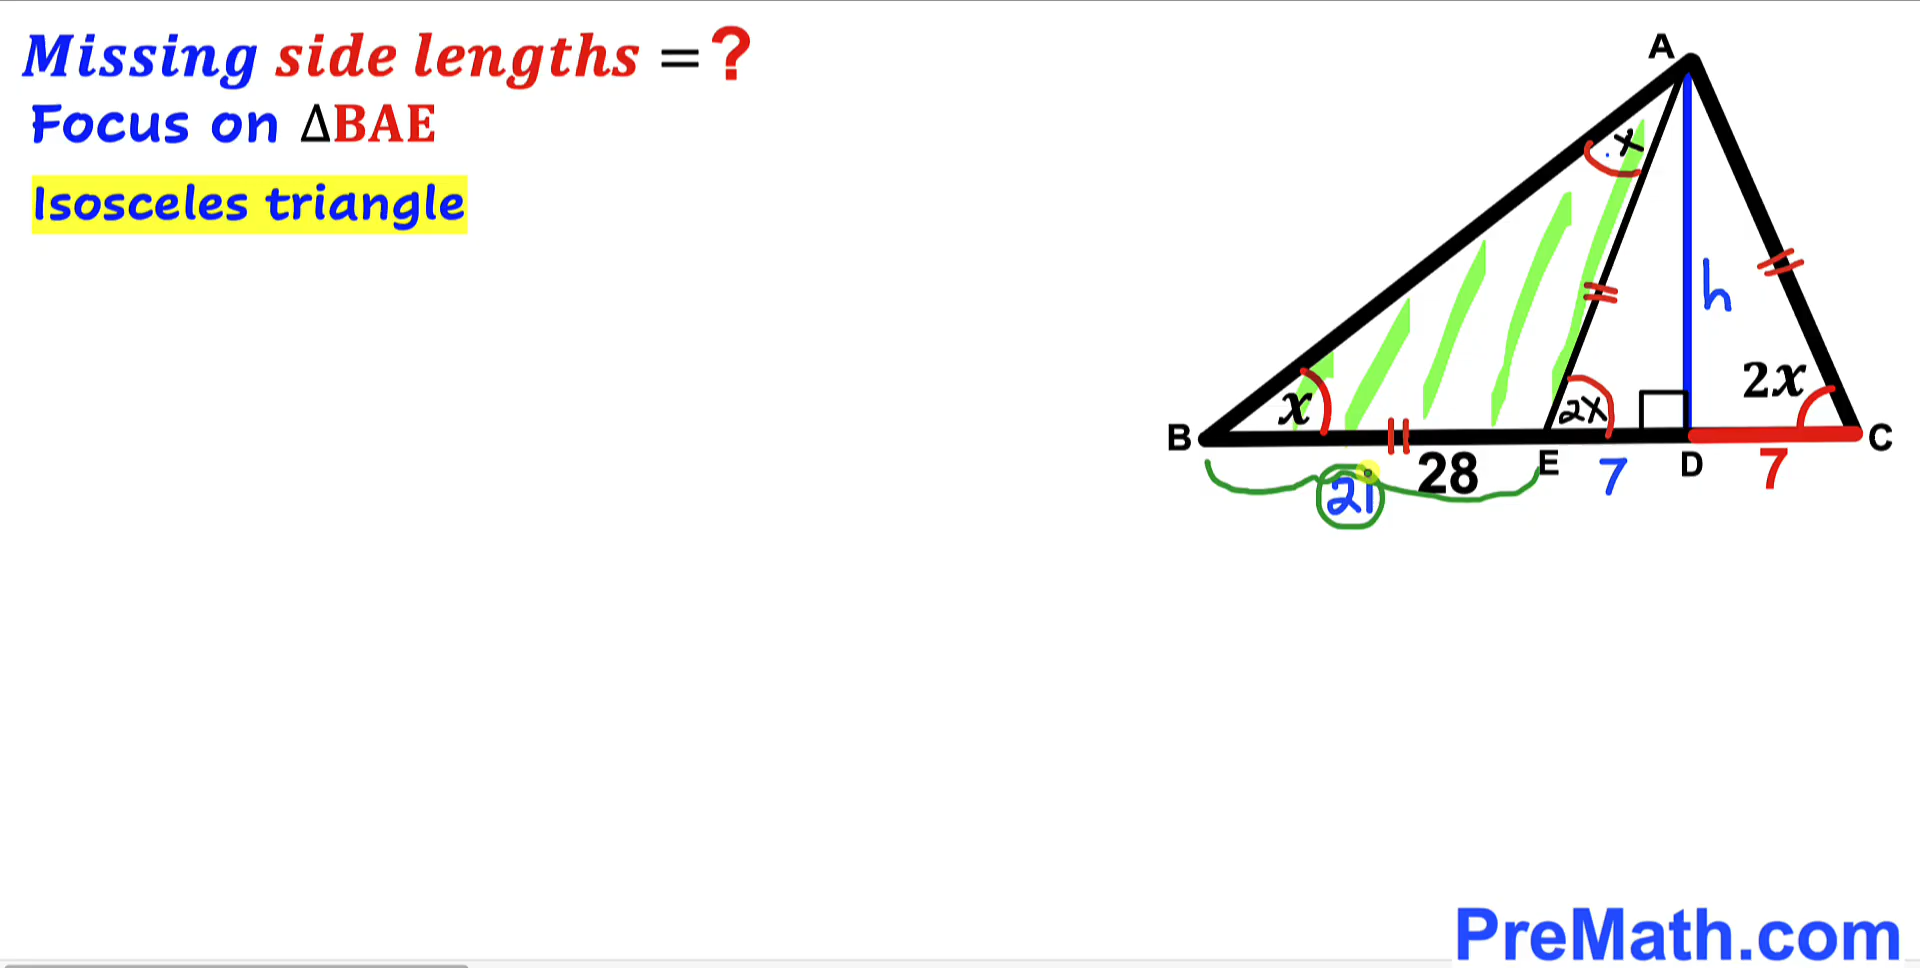 Missing side lengths = ?
Focus on ΔBAE
Isosceles triangle
A
x
h
2x
x
2x
B
28
E
7
D
7
C
21
PreMath.com